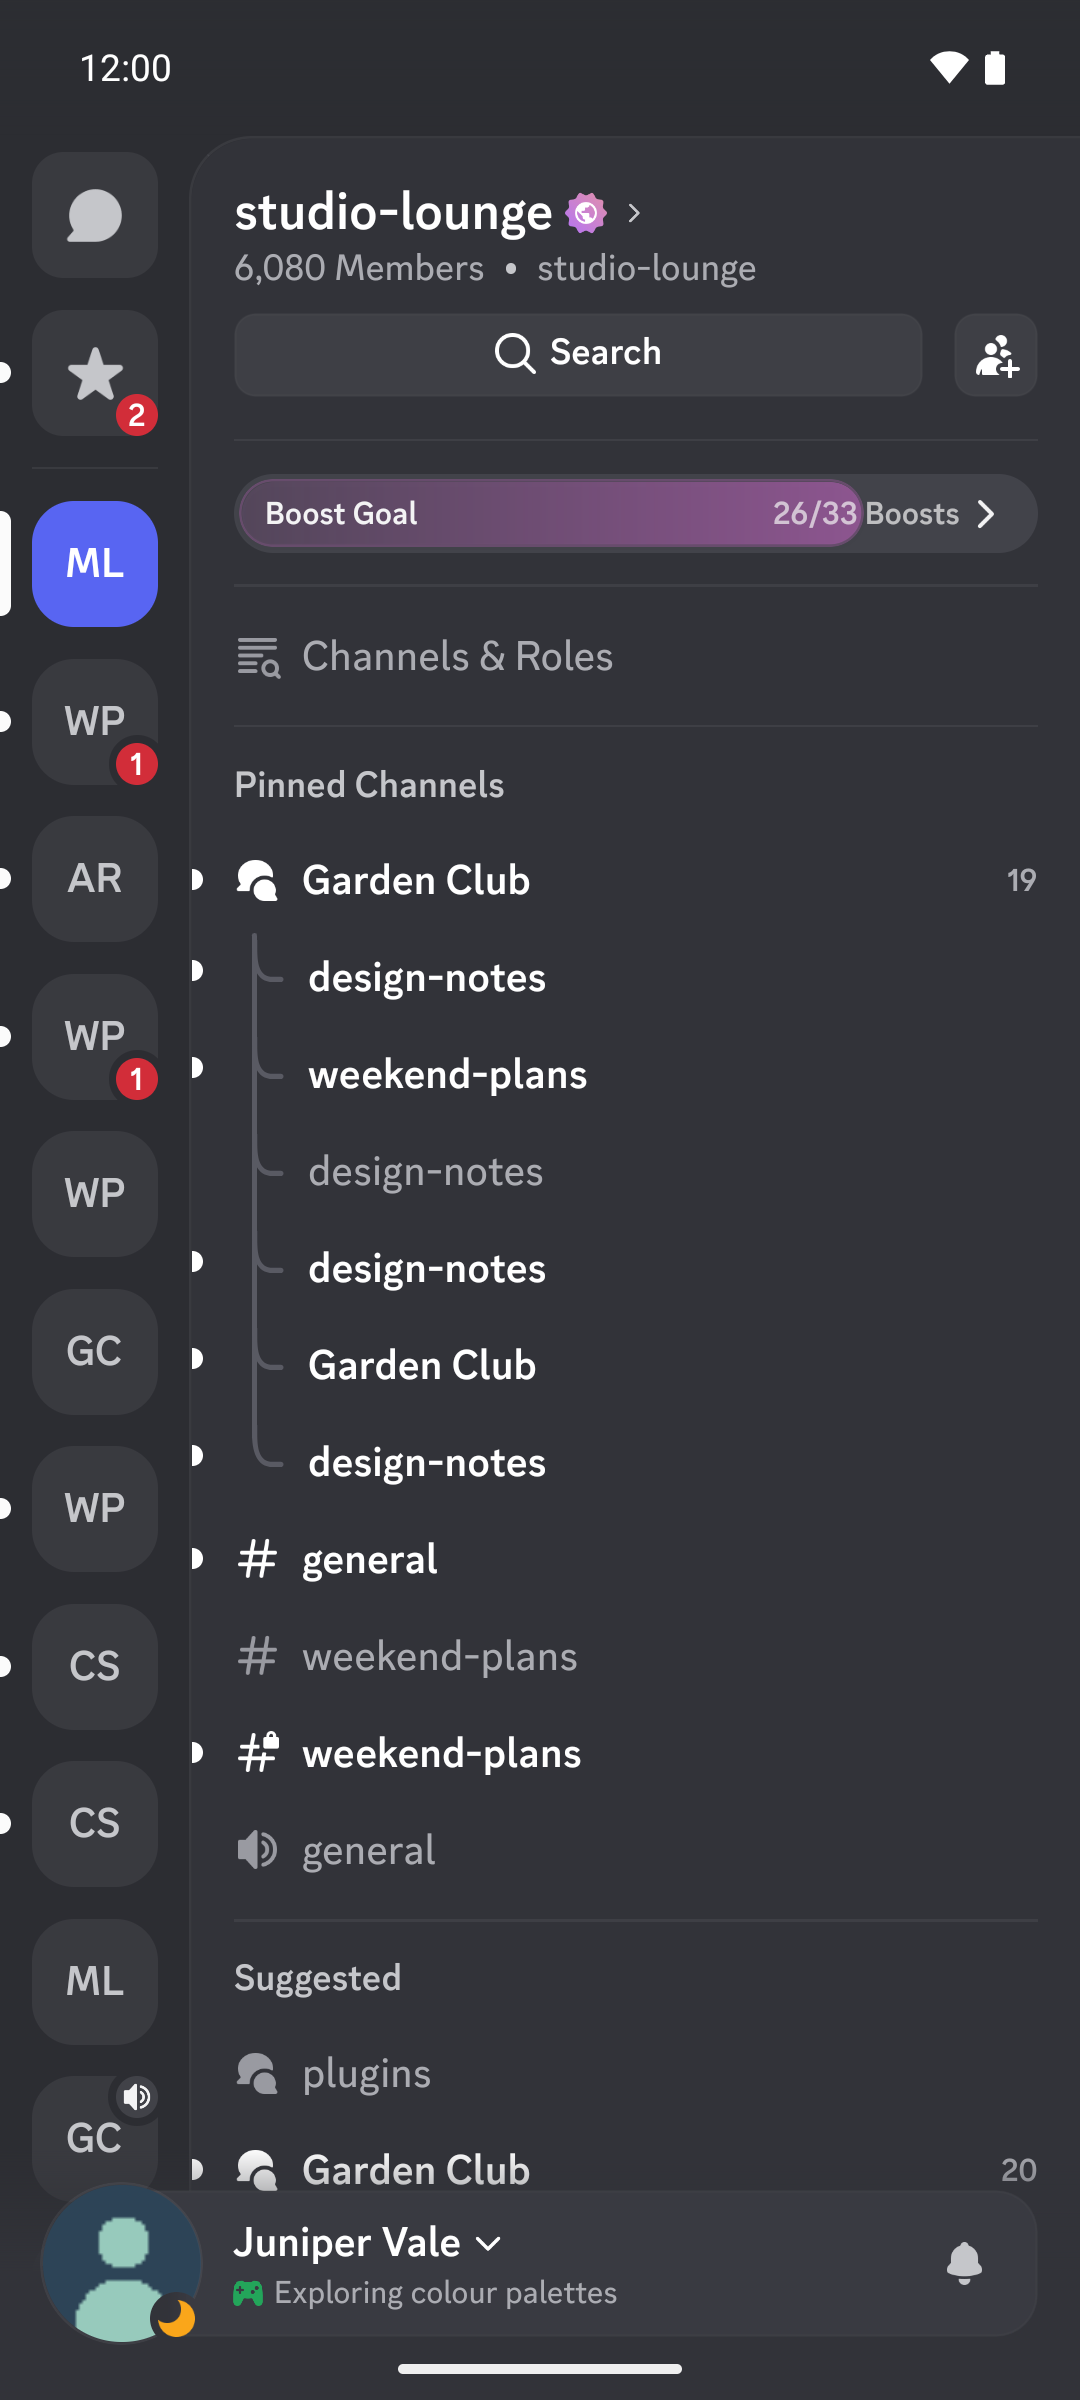 12:00
studio-lounge
6,080 Members • studio-lounge
Search
2
Boost Goal 26/33 Boosts
ML
Channels & Roles
WP
1
Pinned Channels
AR
Garden Club 19
design-notes
WP
1
weekend-plans
design-notes
WP
design-notes
GC
Garden Club
design-notes
WP
general
CS
weekend-plans
weekend-plans
CS
general
ML
Suggested
plugins
GC
Garden Club 20
Juniper Vale
Exploring colour palettes